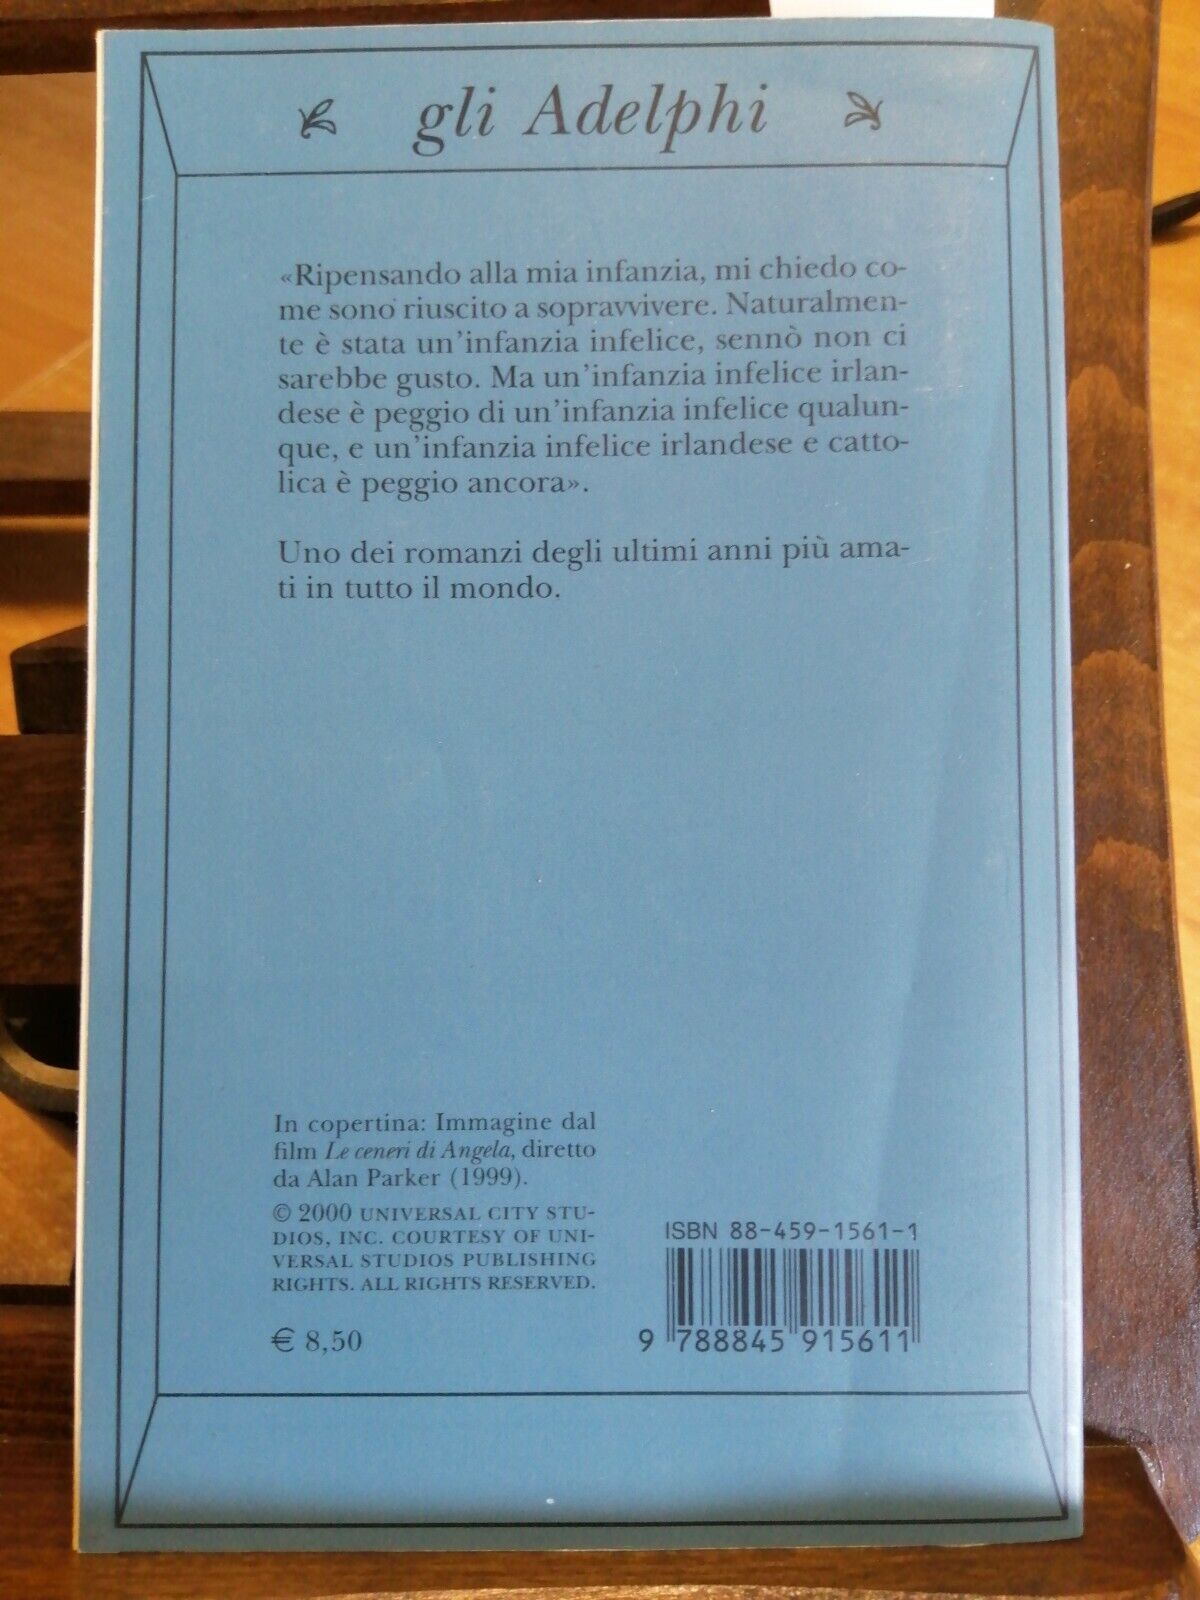 gli Adelphi
«Ripensando alla mia infanzia, mi chiedo co-
me sono riuscito a sopravvivere. Naturalmen-
te è stata un'infanzia infelice, sennò non ci
sarebbe gusto. Ma un'infanzia infelice irlan-
dese è peggio di un'infanzia infelice qualun-
que, e un'infanzia infelice irlandese e catto-
lica è peggio ancora».
Uno dei romanzi degli ultimi anni più ama-
ti in tutto il mondo.
In copertina: Immagine dal
film Le ceneri di Angela, diretto
da Alan Parker (1999).
© 2000 UNIVERSAL CITY STU-
DIOS, INC. COURTESY OF UNI-
VERSAL STUDIOS PUBLISHING
RIGHTS. ALL RIGHTS RESERVED.
€ 8,50
ISBN 88-459-1561-1
9 788845 915611